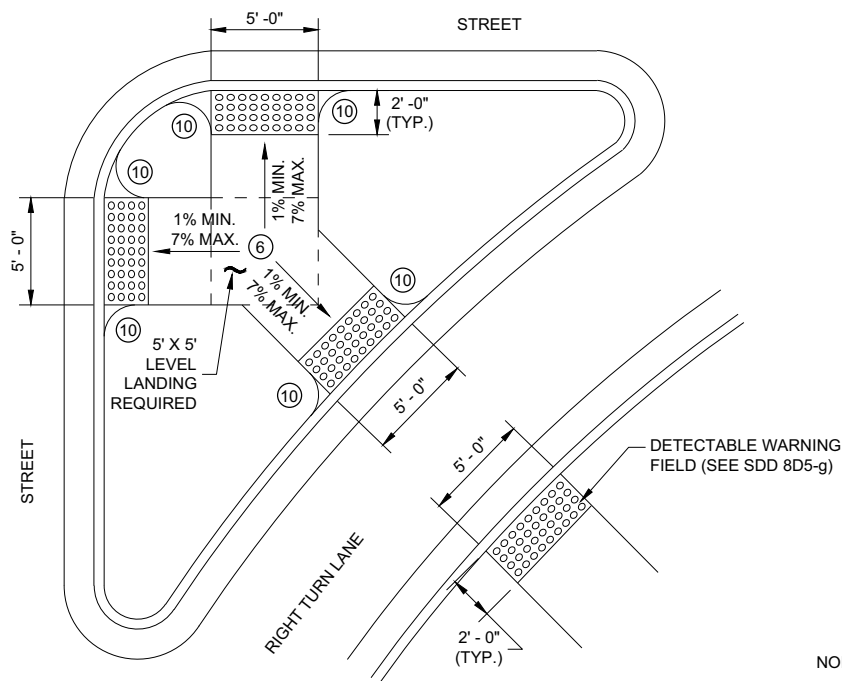 5' -0"
STREET
2' -0"
(TYP.)
10
10
10
1% MIN.
7% MAX.
5' - 0"
1% MIN.
7% MAX.
6
1% MIN.
7% MAX.
10
10
5' X 5'
LEVEL
LANDING
REQUIRED
10
5' - 0"
5' - 0"
DETECTABLE WARNING
FIELD (SEE SDD 8D5-g)
STREET
RIGHT TURN LANE
2' - 0"
(TYP.)
NO